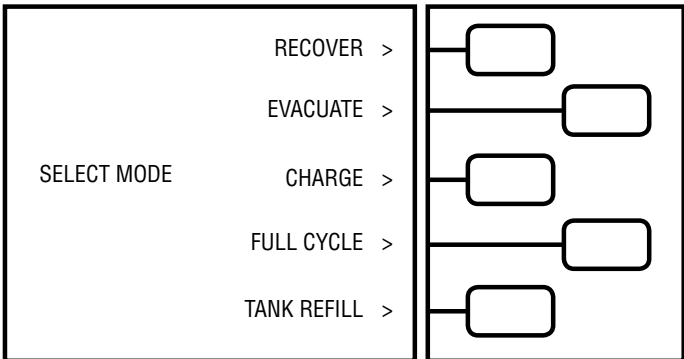 RECOVER >
EVACUATE >
SELECT MODE CHARGE >
FULL CYCLE >
TANK REFILL >